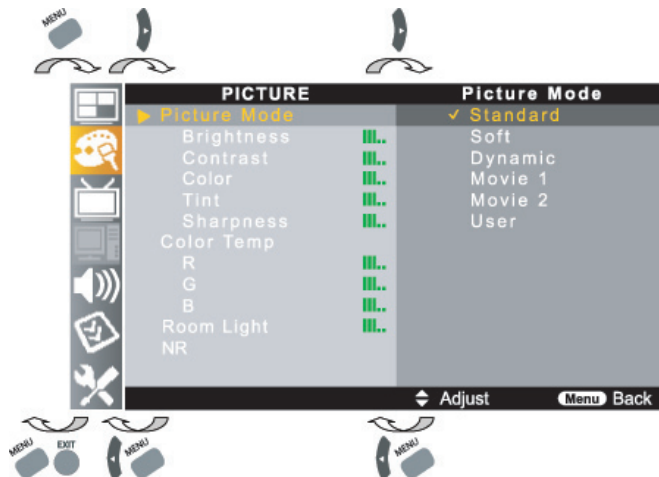 MENU
PICTURE
Picture Mode
Picture Mode
Standard
Brightness
Soft
Contrast
Dynamic
Color
Movie 1
Tint
Movie 2
Sharpness
User
Color Temp
R
G
B
Room Light
NR
Adjust
Menu Back
MENU
EXIT
MENU
MENU